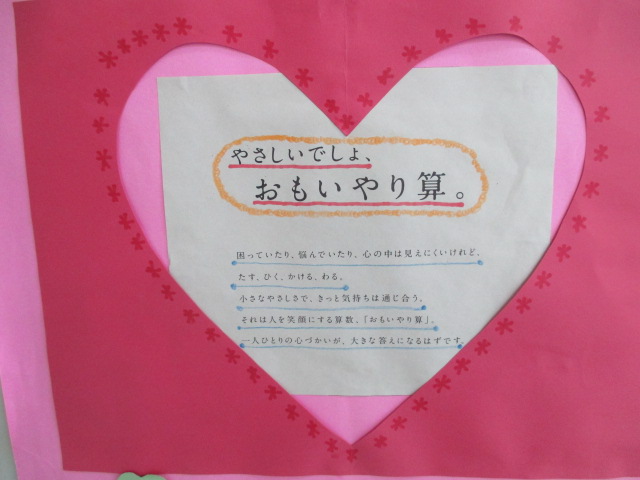 やさしいでしょ、
おもいやり算。
困っていたり、悩んでいたり、心の中は見えにくいけれど、
たす、ひく、かける、わる。
小さなやさしさで、きっと気持ちは通じ合う。
それは人を笑顔にする算数、「おもいやり算」。
一人ひとりの心づかいが、大きな答えになるはずです。